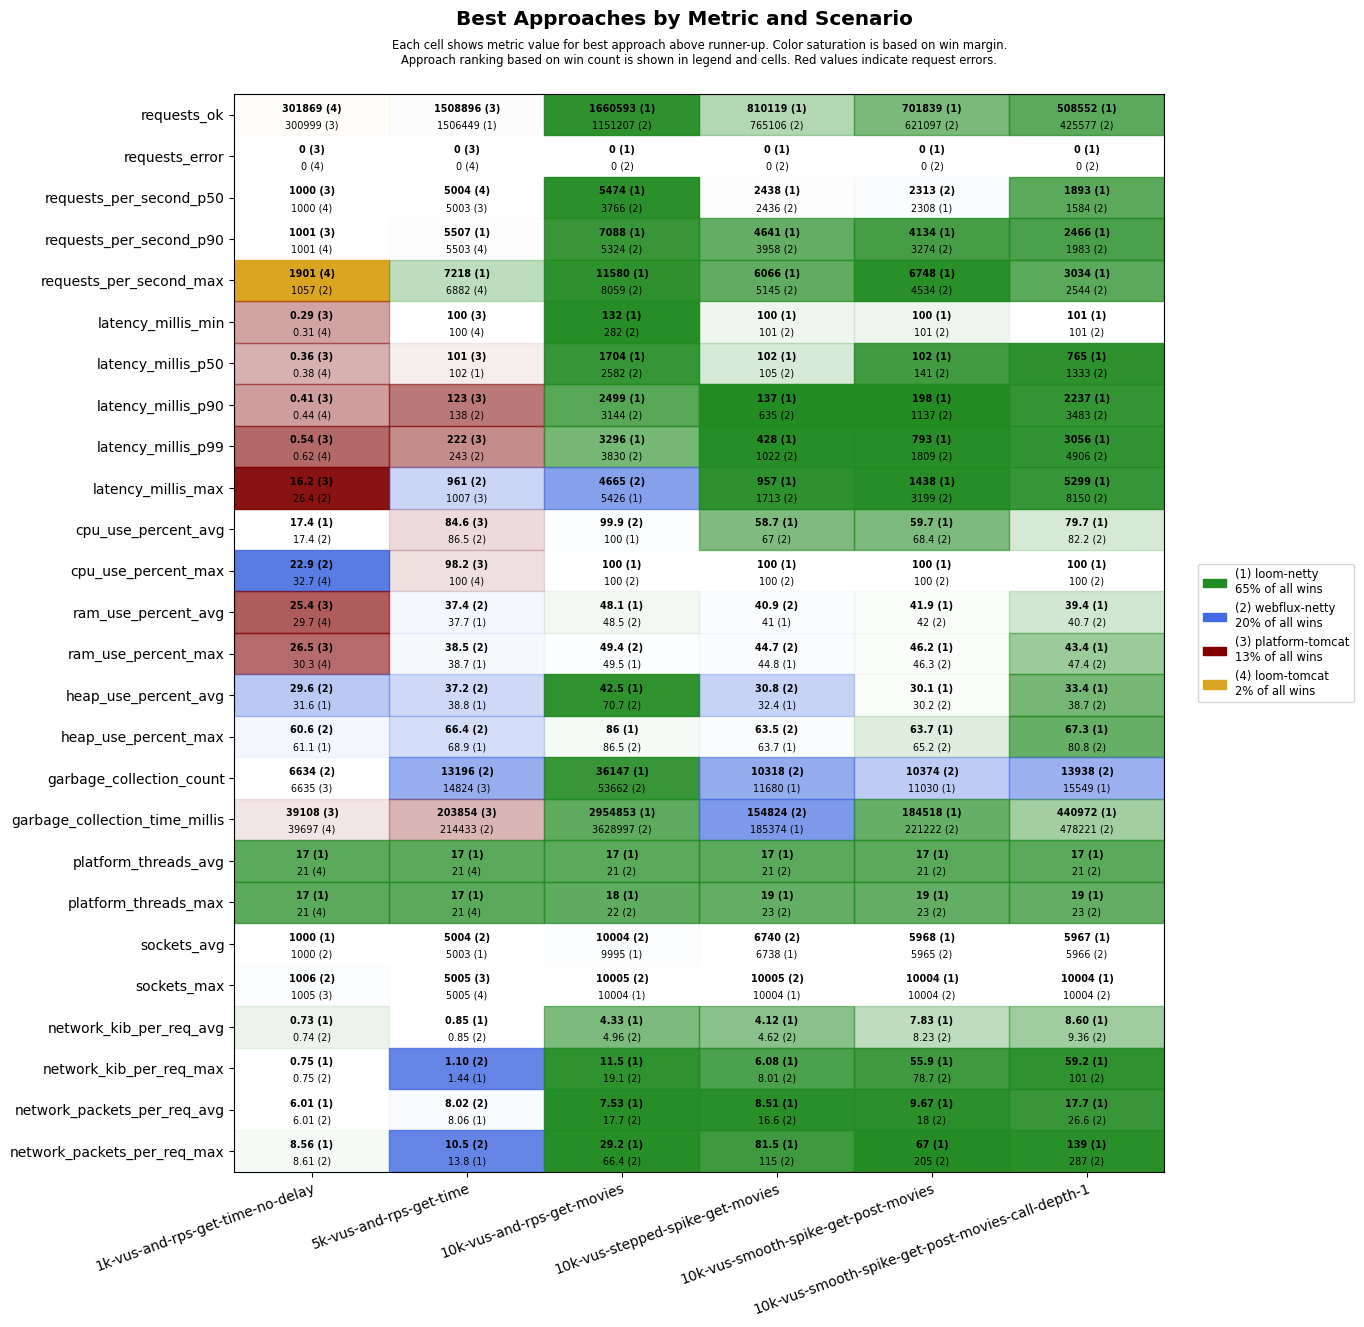 Best Approaches by Metric and Scenario
Each cell shows metric value for best approach above runner-up. Color saturation is based on win margin.
Approach ranking based on win count is shown in legend and cells. Red values indicate request errors.
requests_ok
301869 (4) 1508896 (3) 1660593 (1) 810119 (1) 701839 (1) 508552 (1)
300999 (3) 1506449 (1) 1151207 (2) 765106 (2) 621097 (2) 425577 (2)
requests_error
0 (3) 0 (3) 0 (1) 0 (1) 0 (1) 0 (1)
0 (4) 0 (4) 0 (2) 0 (2) 0 (2) 0 (2)
requests_per_second_p50
1000 (3) 5004 (4) 5474 (1) 2438 (1) 2313 (2) 1893 (1)
1000 (4) 5003 (3) 3766 (2) 2436 (2) 2308 (1) 1584 (2)
requests_per_second_p90
1001 (3) 5507 (1) 7088 (1) 4641 (1) 4134 (1) 2466 (1)
1001 (4) 5503 (4) 5324 (2) 3958 (2) 3274 (2) 1983 (2)
requests_per_second_max
1901 (4) 7218 (1) 11580 (1) 6066 (1) 6748 (1) 3034 (1)
1057 (2) 6882 (4) 8059 (2) 5145 (2) 4534 (2) 2544 (2)
latency_millis_min
0.29 (3) 100 (3) 132 (1) 100 (1) 100 (1) 101 (1)
0.31 (4) 100 (4) 282 (2) 101 (2) 101 (2) 101 (2)
latency_millis_p50
0.36 (3) 101 (3) 1704 (1) 102 (1) 102 (1) 765 (1)
0.38 (4) 102 (1) 2582 (2) 105 (2) 141 (2) 1333 (2)
latency_millis_p90
0.41 (3) 123 (3) 2499 (1) 137 (1) 198 (1) 2237 (1)
0.44 (4) 138 (2) 3144 (2) 635 (2) 1137 (2) 3483 (2)
latency_millis_p99
0.54 (3) 222 (3) 3296 (1) 428 (1) 793 (1) 3056 (1)
0.62 (4) 243 (2) 3830 (2) 1022 (2) 1809 (2) 4906 (2)
latency_millis_max
16.2 (3) 961 (2) 4665 (2) 957 (1) 1438 (1) 5299 (1)
26.4 (2) 1007 (3) 5426 (1) 1713 (2) 3199 (2) 8150 (2)
cpu_use_percent_avg
17.4 (1) 84.6 (3) 99.9 (2) 58.7 (1) 59.7 (1) 79.7 (1)
17.4 (2) 86.5 (2) 100 (1) 67 (2) 68.4 (2) 82.2 (2)
cpu_use_percent_max
22.9 (2) 98.2 (3) 100 (1) 100 (1) 100 (1) 100 (1)
32.7 (4) 100 (4) 100 (2) 100 (2) 100 (2) 100 (2)
ram_use_percent_avg
25.4 (3) 37.4 (2) 48.1 (1) 40.9 (2) 41.9 (1) 39.4 (1)
29.7 (4) 37.7 (1) 48.5 (2) 41 (1) 42 (2) 40.7 (2)
ram_use_percent_max
26.5 (3) 38.5 (2) 49.4 (2) 44.7 (2) 46.2 (1) 43.4 (1)
30.3 (4) 38.7 (1) 49.5 (1) 44.8 (1) 46.3 (2) 47.4 (2)
heap_use_percent_avg
29.6 (2) 37.2 (2) 42.5 (1) 30.8 (2) 30.1 (1) 33.4 (1)
31.6 (1) 38.8 (1) 70.7 (2) 32.4 (1) 30.2 (2) 38.7 (2)
heap_use_percent_max
60.6 (2) 66.4 (2) 86 (1) 63.5 (2) 63.7 (1) 67.3 (1)
61.1 (1) 68.9 (1) 86.5 (2) 63.7 (1) 65.2 (2) 80.8 (2)
garbage_collection_count
6634 (2) 13196 (2) 36147 (1) 10318 (2) 10374 (2) 13938 (2)
6635 (3) 14824 (3) 53662 (2) 11680 (1) 11030 (1) 15549 (1)
garbage_collection_time_millis
39108 (3) 203854 (3) 2954853 (1) 154824 (2) 184518 (1) 440972 (1)
39697 (4) 214433 (2) 3628997 (2) 185374 (1) 221222 (2) 478221 (2)
platform_threads_avg
17 (1) 17 (1) 17 (1) 17 (1) 17 (1) 17 (1)
21 (4) 21 (4) 21 (2) 21 (2) 21 (2) 21 (2)
platform_threads_max
17 (1) 17 (1) 18 (1) 19 (1) 19 (1) 19 (1)
21 (4) 21 (4) 22 (2) 23 (2) 23 (2) 23 (2)
sockets_avg
1000 (1) 5004 (2) 10004 (2) 6740 (2) 5968 (1) 5967 (1)
1000 (2) 5003 (1) 9995 (1) 6738 (1) 5965 (2) 5966 (2)
sockets_max
1006 (2) 5005 (3) 10005 (2) 10005 (2) 10004 (1) 10004 (1)
1005 (3) 5005 (4) 10004 (1) 10004 (1) 10004 (2) 10004 (2)
network_kib_per_req_avg
0.73 (1) 0.85 (1) 4.33 (1) 4.12 (1) 7.83 (1) 8.60 (1)
0.74 (2) 0.85 (2) 4.96 (2) 4.62 (2) 8.23 (2) 9.36 (2)
network_kib_per_req_max
0.75 (1) 1.10 (2) 11.5 (1) 6.08 (1) 55.9 (1) 59.2 (1)
0.75 (2) 1.44 (1) 19.1 (2) 8.01 (2) 78.7 (2) 101 (2)
network_packets_per_req_avg
6.01 (1) 8.02 (2) 7.53 (1) 8.51 (1) 9.67 (1) 17.7 (1)
6.01 (2) 8.06 (1) 17.7 (2) 16.6 (2) 18 (2) 26.6 (2)
network_packets_per_req_max
8.56 (1) 10.5 (2) 29.2 (1) 81.5 (1) 67 (1) 139 (1)
8.61 (2) 13.8 (1) 66.4 (2) 115 (2) 205 (2) 287 (2)
1k-vus-and-rps-get-time-no-delay
5k-vus-and-rps-get-time
10k-vus-and-rps-get-movies
10k-vus-stepped-spike-get-movies
10k-vus-smooth-spike-get-post-movies
10k-vus-smooth-spike-get-post-movies-call-depth-1
(1) loom-netty
65% of all wins
(2) webflux-netty
20% of all wins
(3) platform-tomcat
13% of all wins
(4) loom-tomcat
2% of all wins